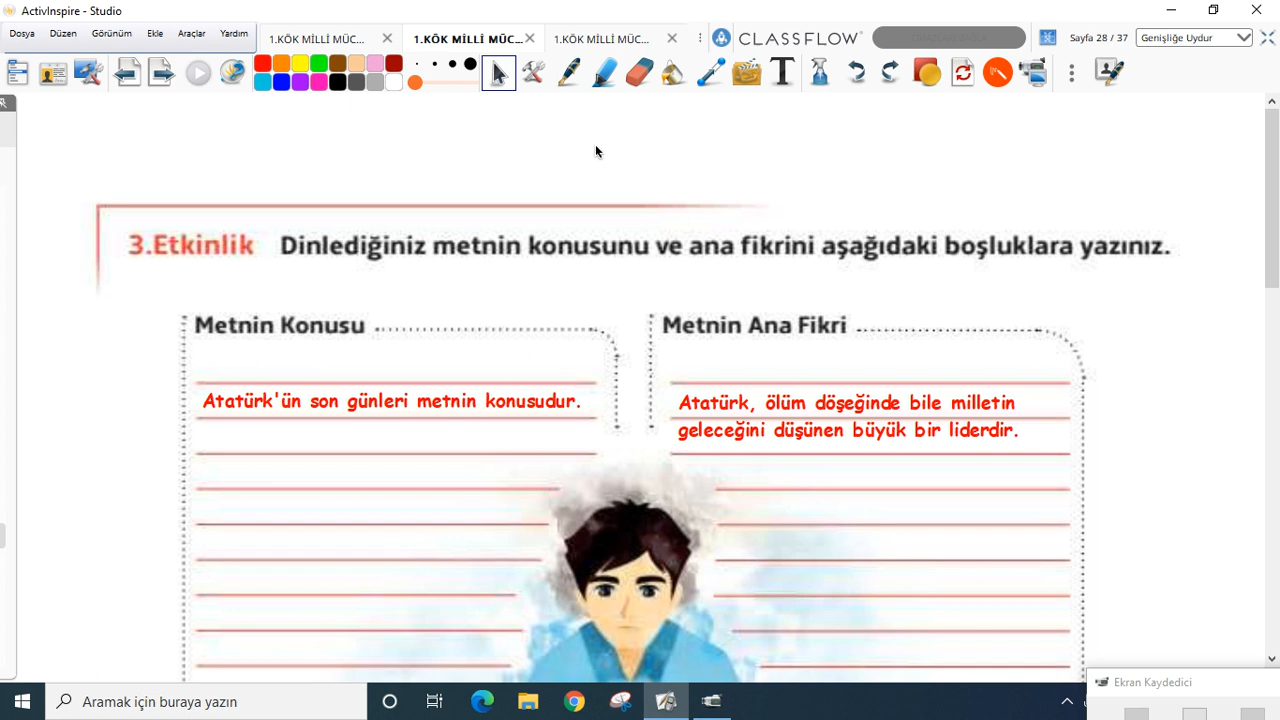 ActivInspire - Studio
Dosya Düzen Görünüm Ekle Araçlar Yardım
1.KÖK MİLLİ MÜC...
1.KÖK MİLLİ MÜC...
1.KÖK MİLLİ MÜC...
CLASSFLOW
Sayfa 28 / 37
Genişliğe Uydur
3.Etkinlik Dinlediğiniz metnin konusunu ve ana fikrini aşağıdaki boşluklara yazınız.
Metnin Konusu
Atatürk'ün son günleri metnin konusudur.
Metnin Ana Fikri
Atatürk, ölüm döşeğinde bile milletin
geleceğini düşünen büyük bir liderdir.
Aramak için buraya yazın
Ekran Kaydedici